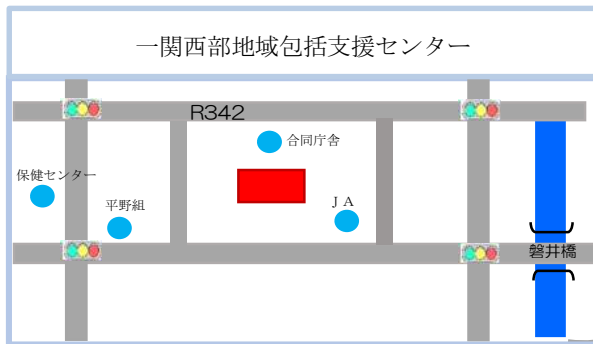 一関西部地域包括支援センター
R342
合同庁舎
保健センター
平野組
ＪＡ
磐井橋